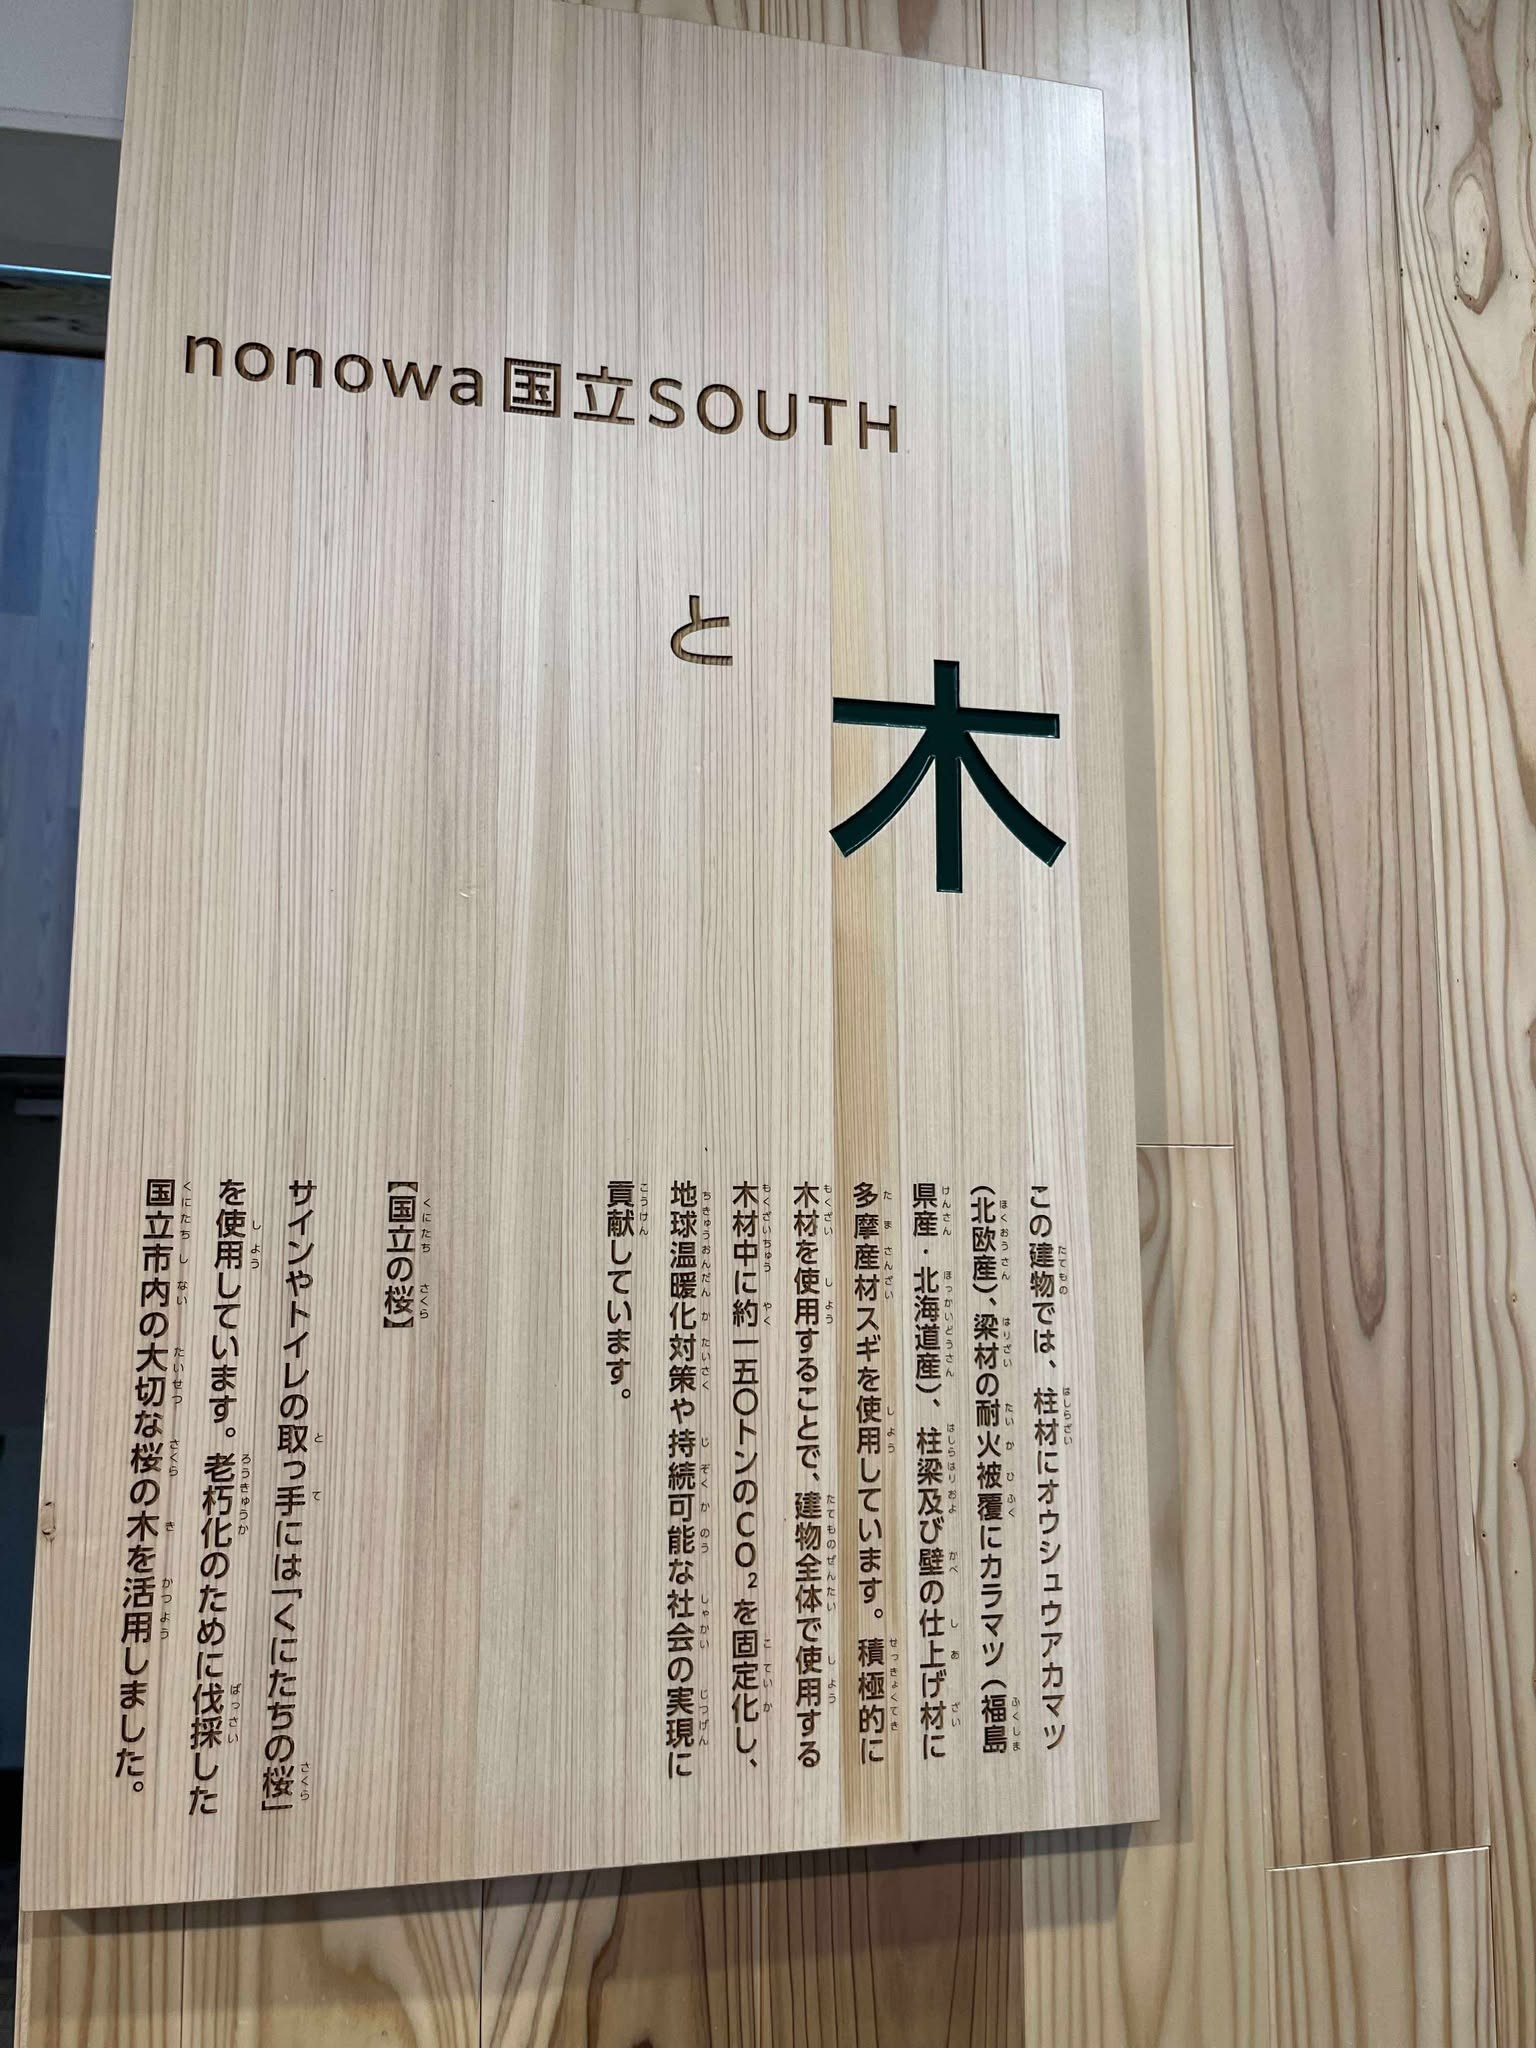 nonowa国立SOUTH
と
木
この建物では、柱材にオウシュウアカマツ
（北欧産）、梁材の耐火被覆にカラマツ（福島
県産・北海道産）、柱梁及び壁の仕上げ材に
多摩産材スギを使用しています。積極的に
木材を使用することで、建物全体で使用する
木材中に約一五〇トンのCO₂を固定化し、
地球温暖化対策や持続可能な社会の実現に
貢献しています。
【国立の桜】
サインやトイレの取っ手には「くにたちの桜」
を使用しています。老朽化のために伐採した
国立市内の大切な桜の木を活用しました。